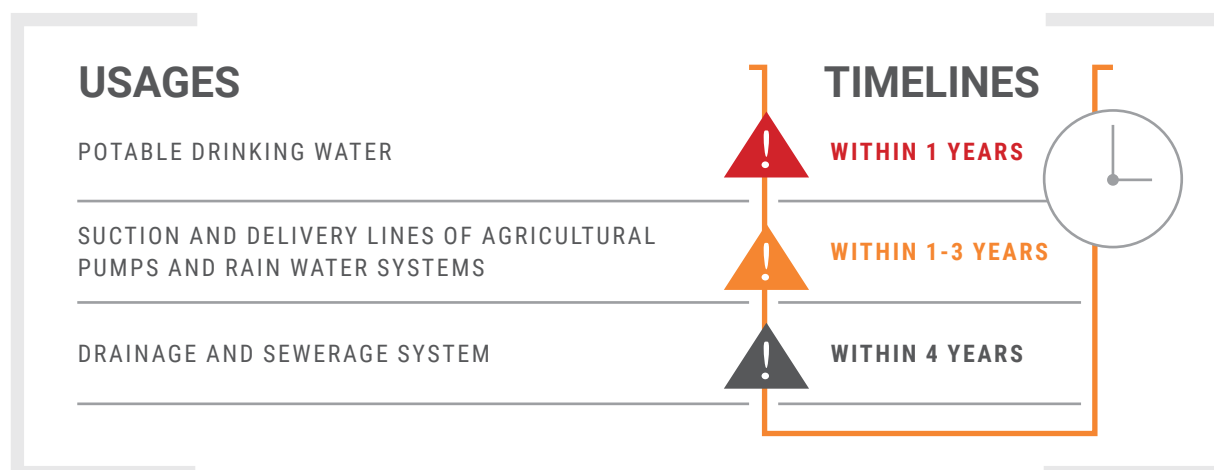 USAGES
TIMELINES
POTABLE DRINKING WATER
WITHIN 1 YEARS
SUCTION AND DELIVERY LINES OF AGRICULTURAL
PUMPS AND RAIN WATER SYSTEMS
WITHIN 1-3 YEARS
DRAINAGE AND SEWERAGE SYSTEM
WITHIN 4 YEARS